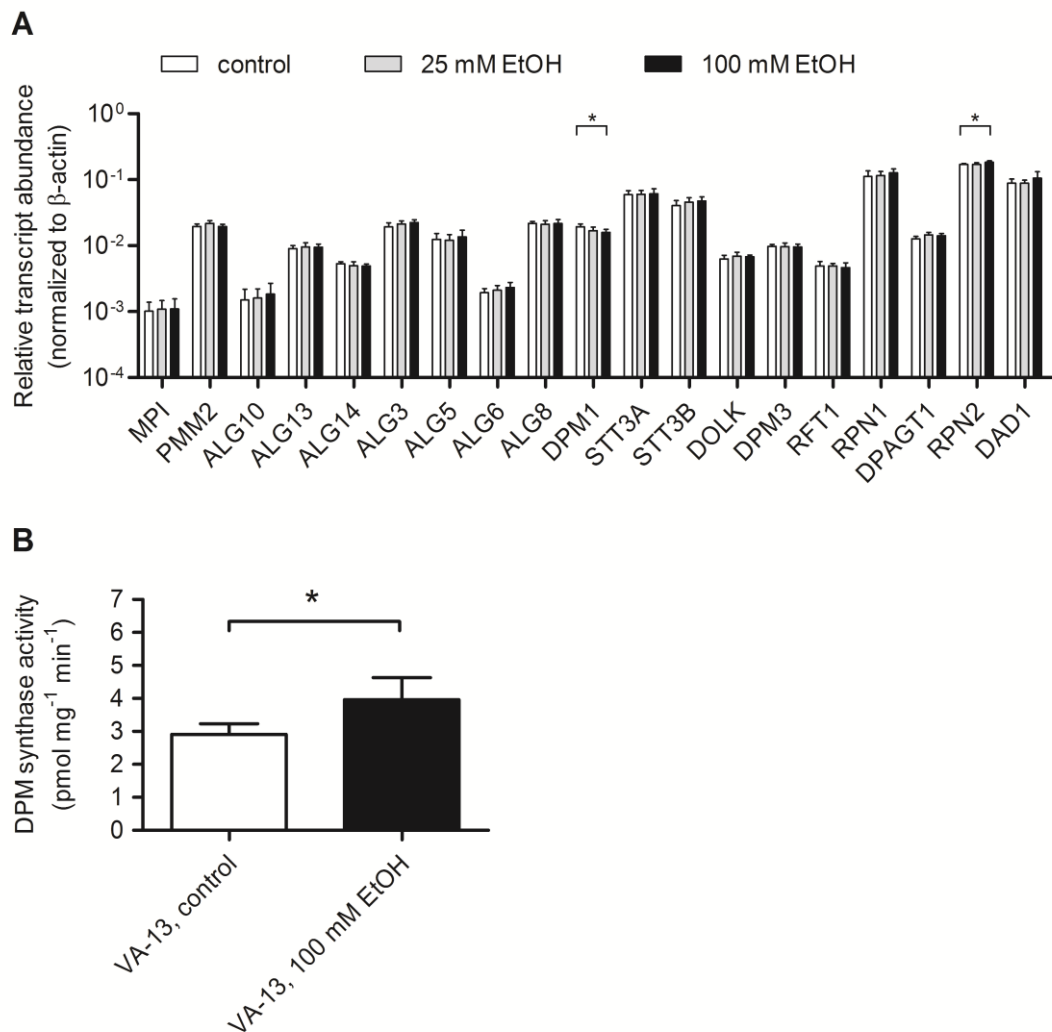 A
control 25 mM EtOH 100 mM EtOH
Relative transcript abundance
(normalized to β-actin)
10⁰
10⁻¹
10⁻²
10⁻³
10⁻⁴
* *
MPI PMM2 ALG10 ALG13 ALG14 ALG3 ALG5 ALG6 ALG8 DPM1 STT3A STT3B DOLK DPM3 RFT1 RPN1 DPAGT1 RPN2 DAD1
B
DPM synthase activity
(pmol mg⁻¹ min⁻¹)
7
6
5
4
3
2
1
0
*
VA-13, control
VA-13, 100 mM EtOH